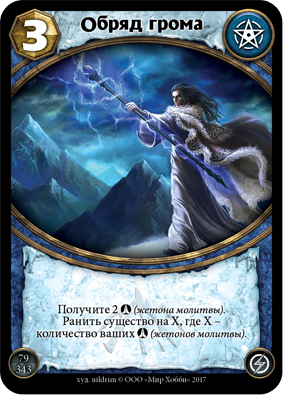 3
Обряд грома
Получите 2 (жетона молитвы).
Ранить существо на X, где X –
количество ваших (жетонов молитвы).
79
343
худ. uildrim © ООО «Мир Хобби» 2017